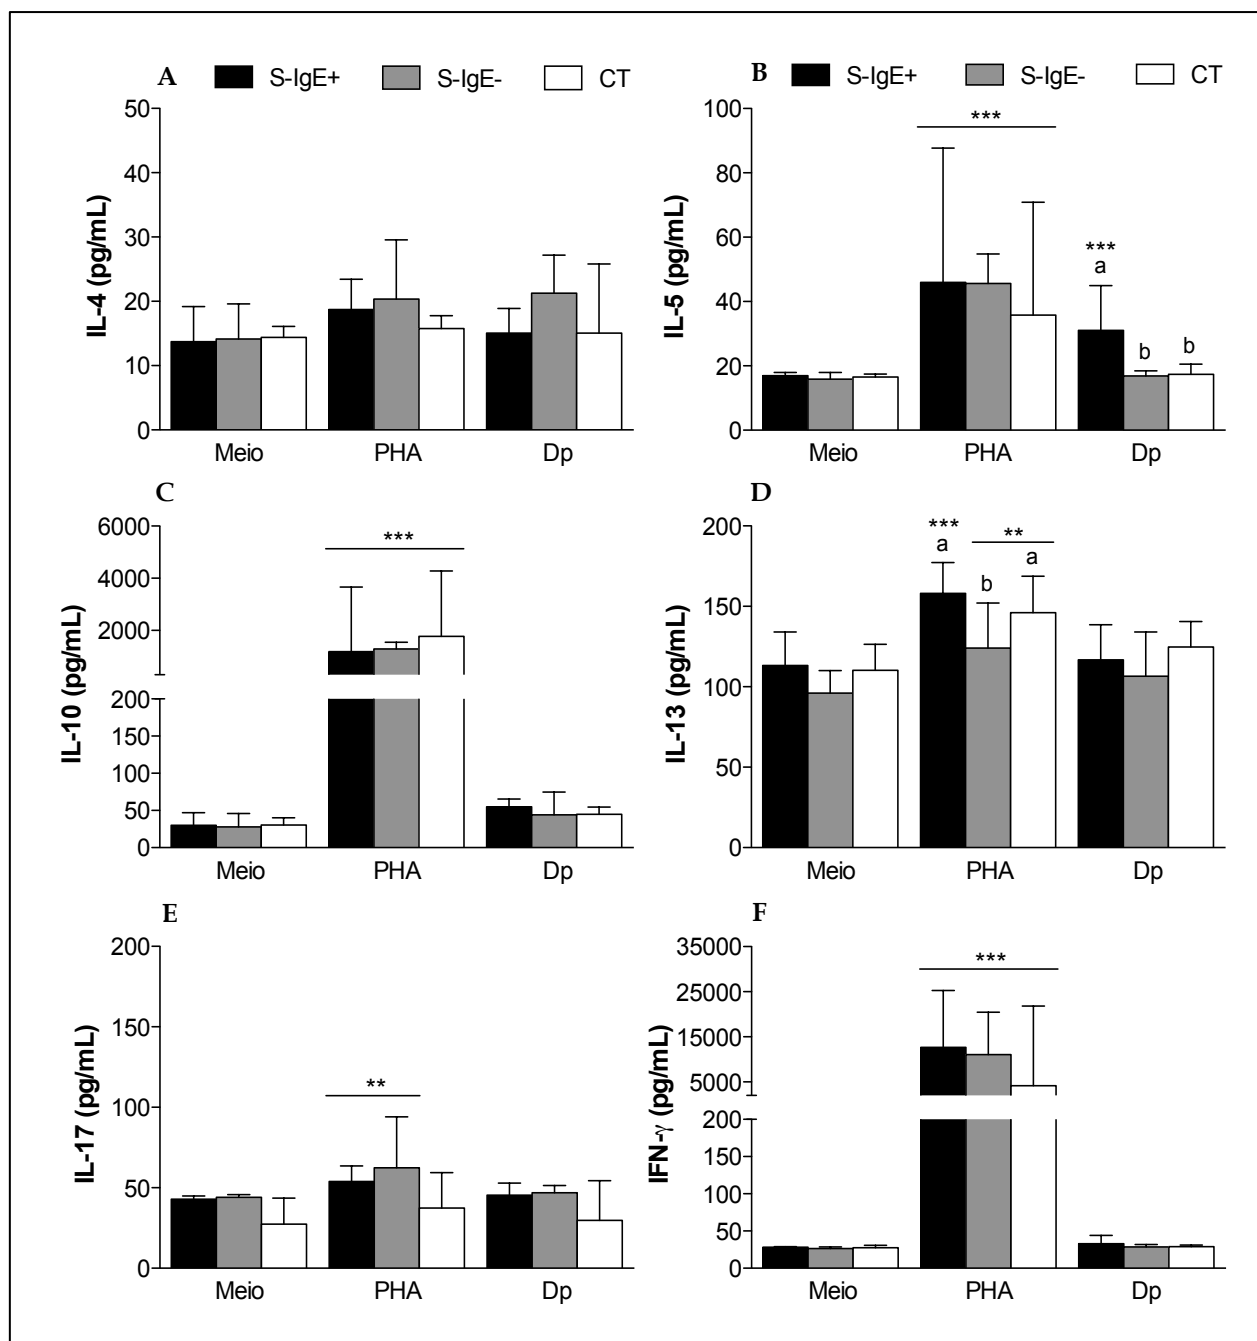 A S-IgE+ S-IgE- CT
50
40
30
20
10
0
IL-4 (pg/mL)
Meio PHA Dp
B S-IgE+ S-IgE- CT
100
80
60
40
20
0
IL-5 (pg/mL)
***
***
a
b b
Meio PHA Dp
C
6000
4000
2000
200
150
100
50
0
IL-10 (pg/mL)
***
Meio PHA Dp
D
200
150
100
50
0
IL-13 (pg/mL)
*** **
a b a
Meio PHA Dp
E
200
150
100
50
0
IL-17 (pg/mL)
**
Meio PHA Dp
F
35000
25000
15000
5000
200
150
100
50
0
IFN-γ (pg/mL)
***
Meio PHA Dp